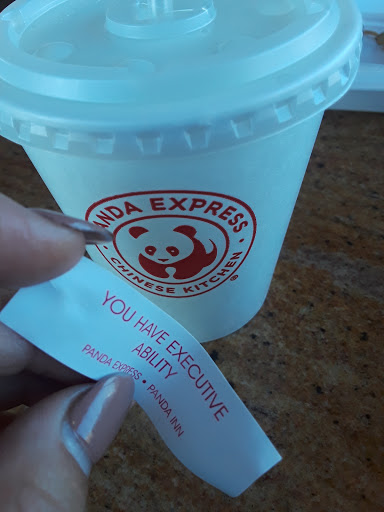 PANDA EXPRESS
CHINESE KITCHEN
®
YOU HAVE EXECUTIVE
ABILITY
PANDA EXPRESS • PANDA INN